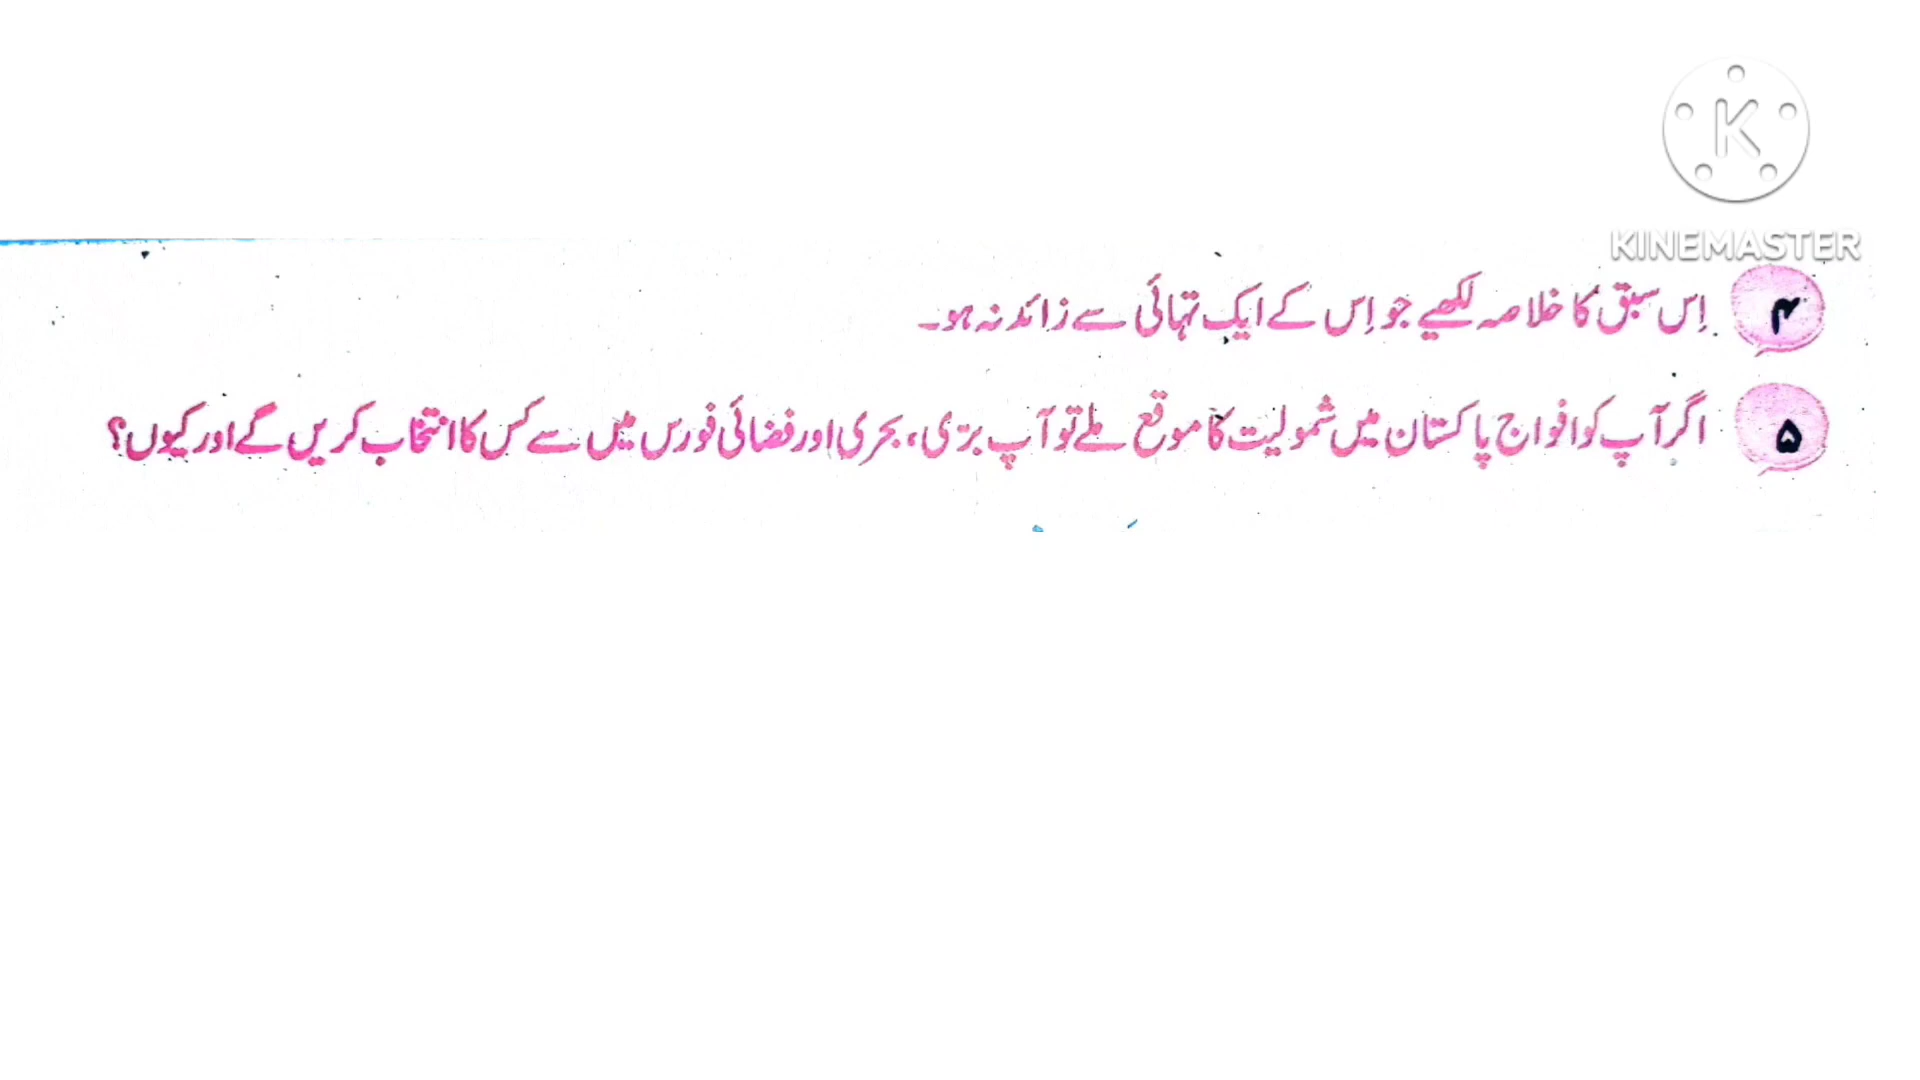 KINEMASTER
۴ اِس سبق کا خلاصہ لکھیے جو اِس کے ایک تہائی سے زائد نہ ہو۔
۵ اگر آپ کو افواج پاکستان میں شمولیت کا موقع ملے تو آپ برّی، بحری اور فضائی فورس میں سے کس کا انتخاب کریں گے اور کیوں؟